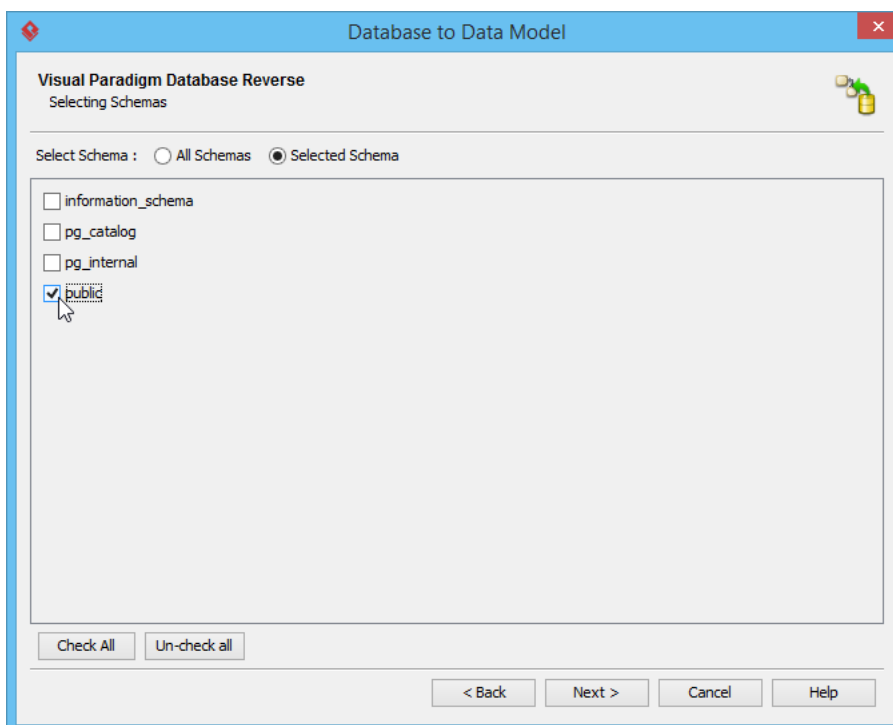 Database to Data Model
Visual Paradigm Database Reverse
Selecting Schemas
Select Schema : All Schemas Selected Schema
information_schema
pg_catalog
pg_internal
public
Check All Un-check all
< Back Next > Cancel Help